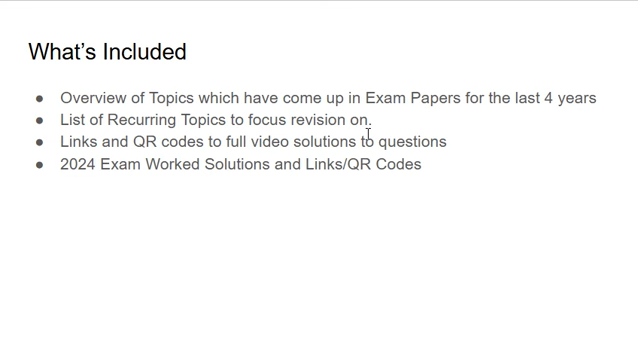 What's Included
● Overview of Topics which have come up in Exam Papers for the last 4 years
● List of Recurring Topics to focus revision on.
● Links and QR codes to full video solutions to questions
● 2024 Exam Worked Solutions and Links/QR Codes